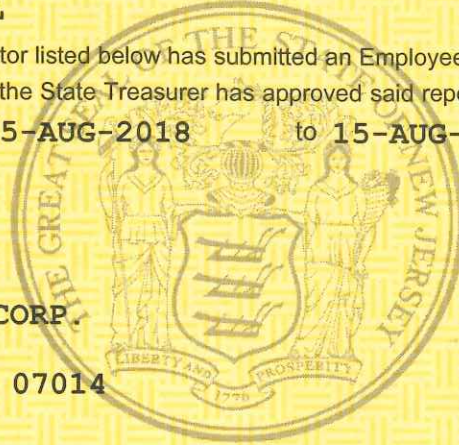 tor listed below has submitted an Employee
the State Treasurer has approved said repo
5-AUG-2018 to 15-AUG-
CORP.
07014
THE GREAT SEAL OF THE STATE OF NEW JERSEY
LIBERTY AND PROSPERITY
1776